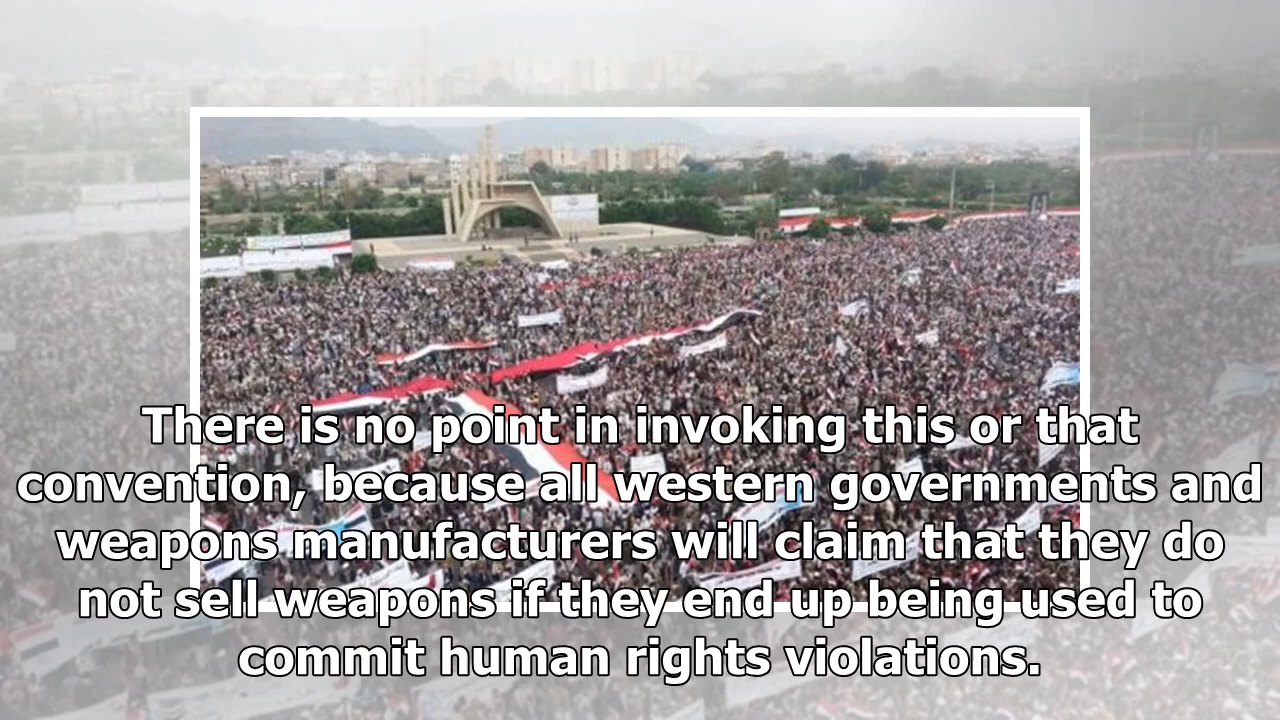 There is no point in invoking this or that
convention, because all western governments and
weapons manufacturers will claim that they do
not sell weapons if they end up being used to
commit human rights violations.